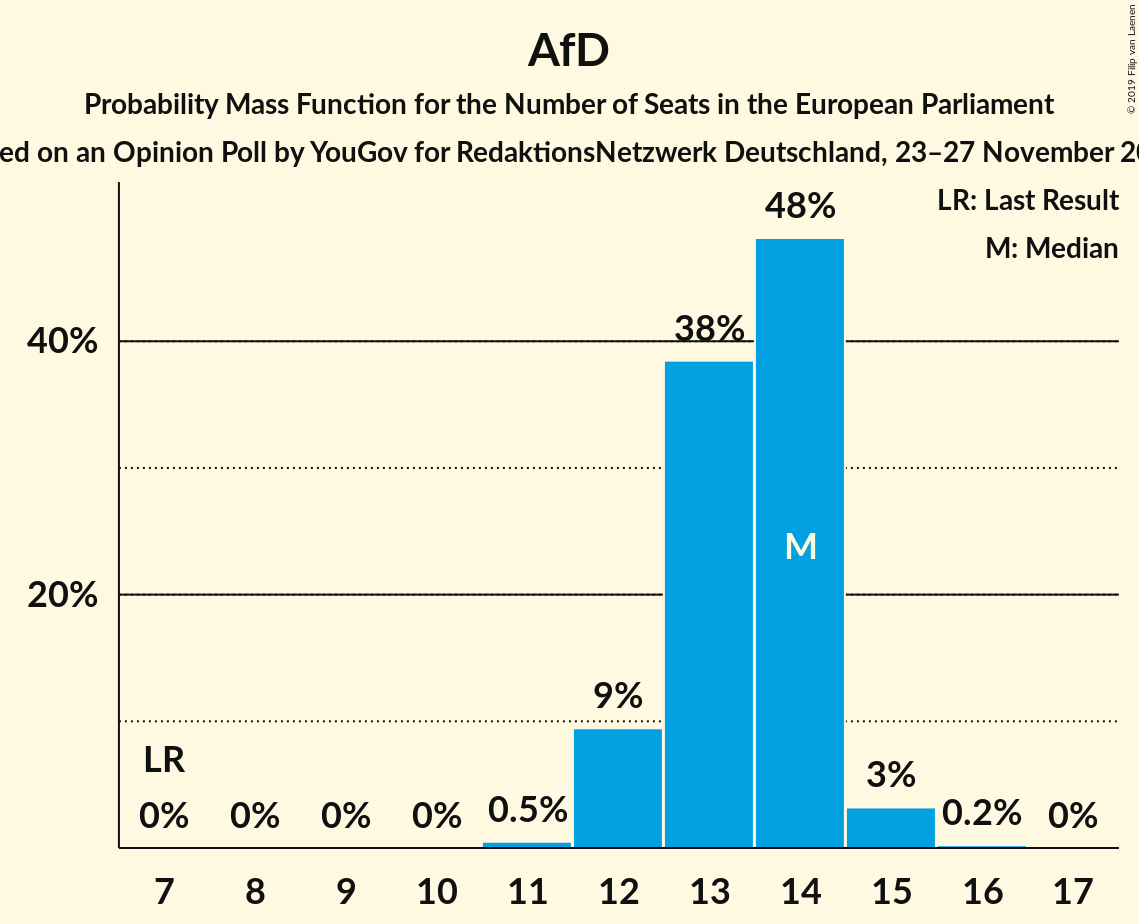 AfD
Probability Mass Function for the Number of Seats in the European Parliament
ed on an Opinion Poll by YouGov for RedaktionsNetzwerk Deutschland, 23–27 November 20
© 2019 Filip van Laenen
LR: Last Result
M: Median
48%
38%
40%
M
20%
9%
LR
3%
0% 0% 0% 0% 0.5% 0.2% 0%
7 8 9 10 11 12 13 14 15 16 17